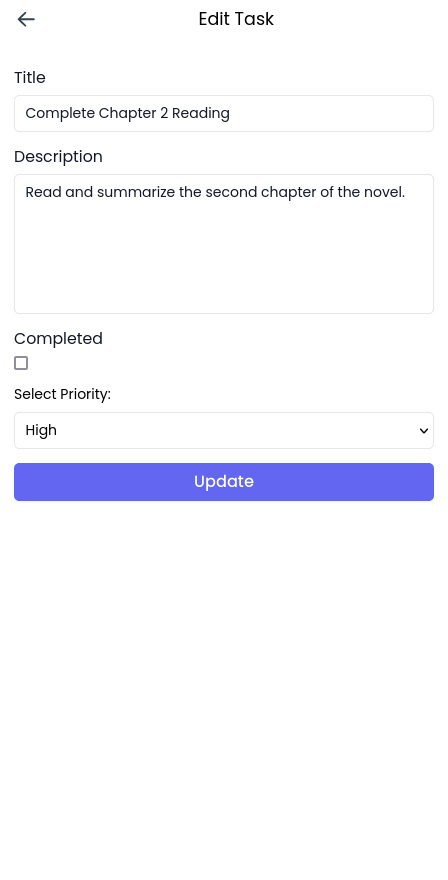 Edit Task
Title
Complete Chapter 2 Reading
Description
Read and summarize the second chapter of the novel.
Completed
Select Priority:
High
Update